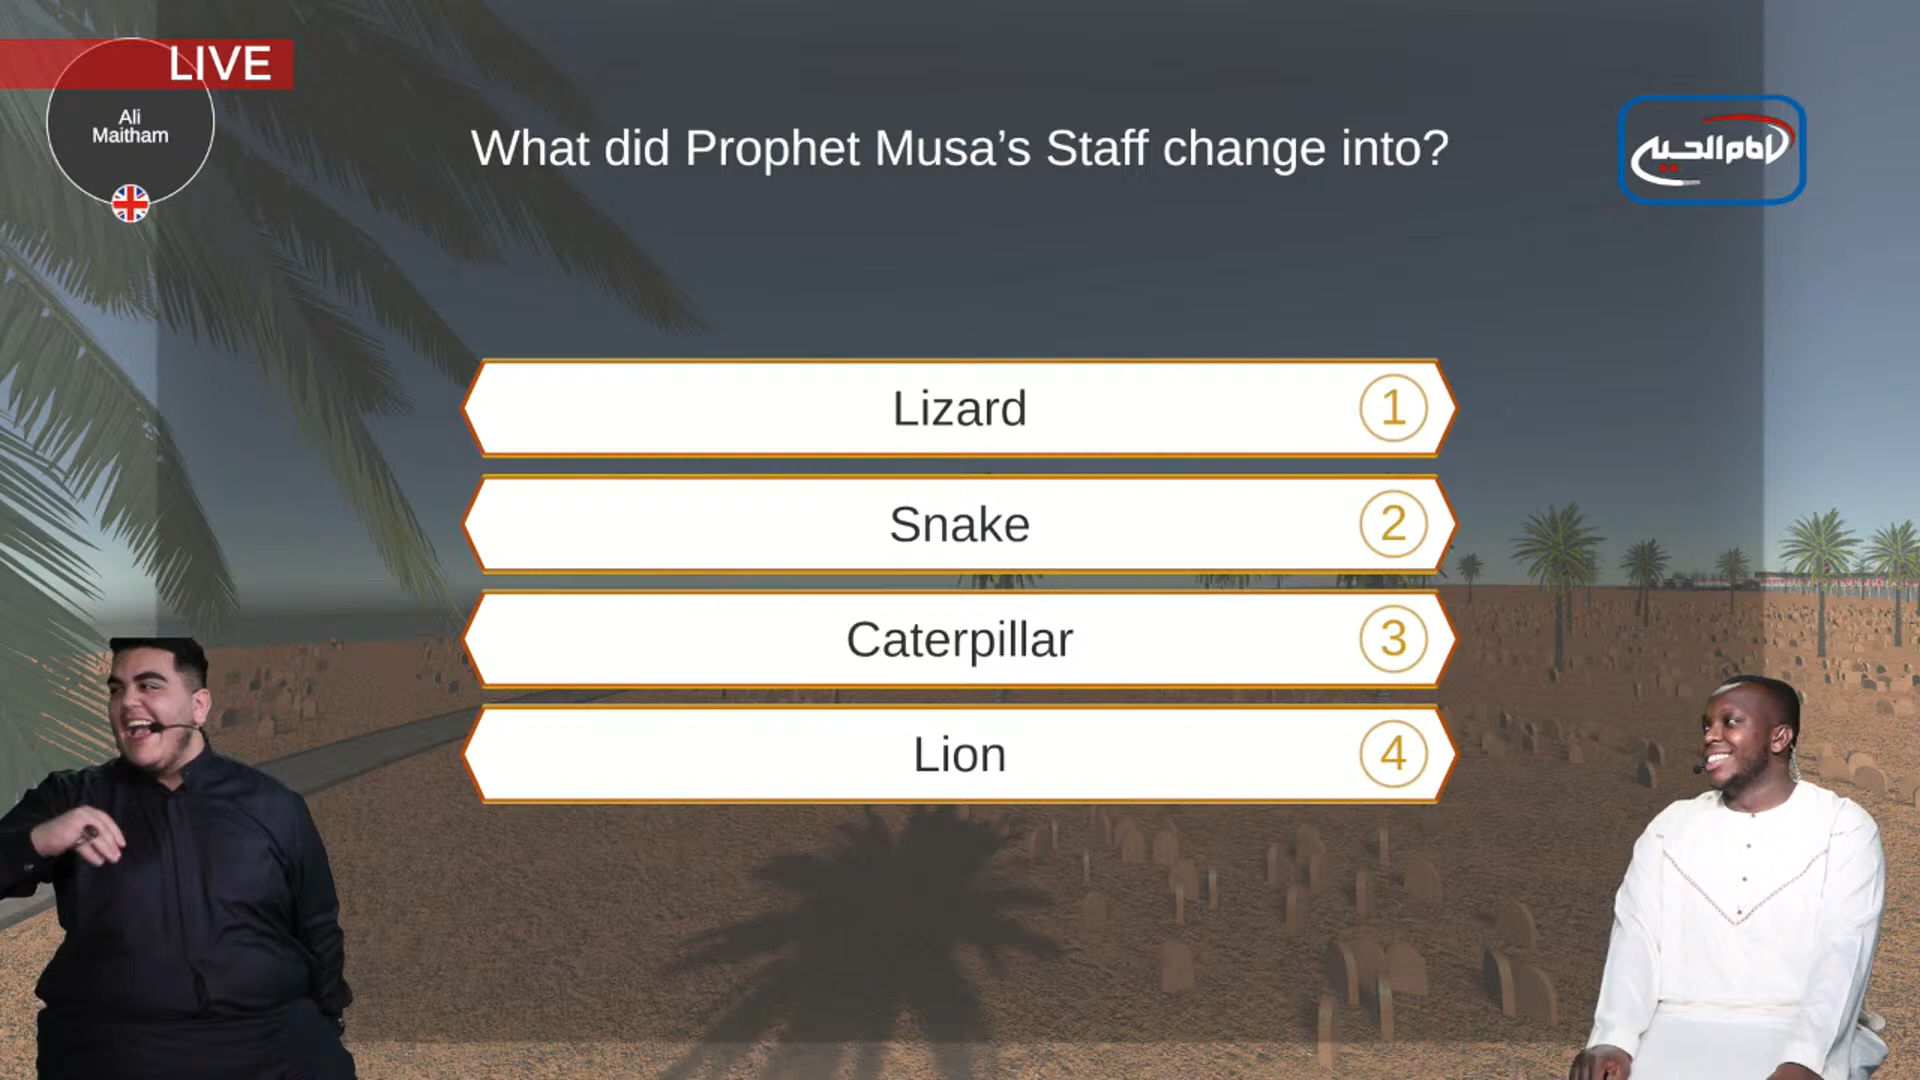 LIVE
Ali
Maitham
What did Prophet Musa’s Staff change into?
Lizard 1
Snake 2
Caterpillar 3
Lion 4